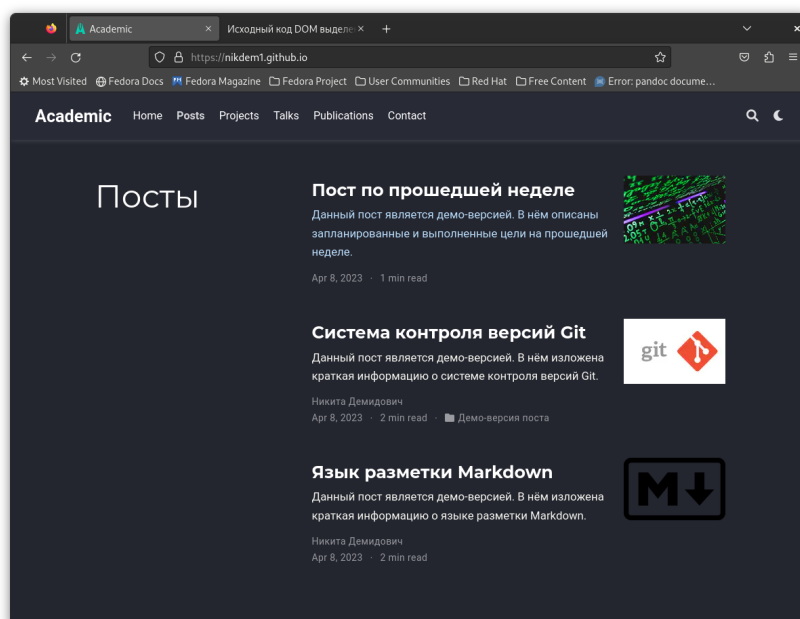 Academic
Исходный код DOM выделе
https://nikdem1.github.io
Most Visited
Fedora Docs
Fedora Magazine
Fedora Project
User Communities
Red Hat
Free Content
Error: pandoc docume…
Academic
Home
Posts
Projects
Talks
Publications
Contact
Посты
Пост по прошедшей неделе
Данный пост является демо-версией. В нём описаны
запланированные и выполненные цели на прошедшей
неделе.
Apr 8, 2023 · 1 min read
Система контроля версий Git
Данный пост является демо-версией. В нём изложена
краткая информацию о системе контроля версий Git.
git
Никита Демидович
Apr 8, 2023 · 2 min read · Демо-версия поста
Язык разметки Markdown
Данный пост является демо-версией. В нём изложена
краткая информацию о языке разметки Markdown.
M
Никита Демидович
Apr 8, 2023 · 2 min read